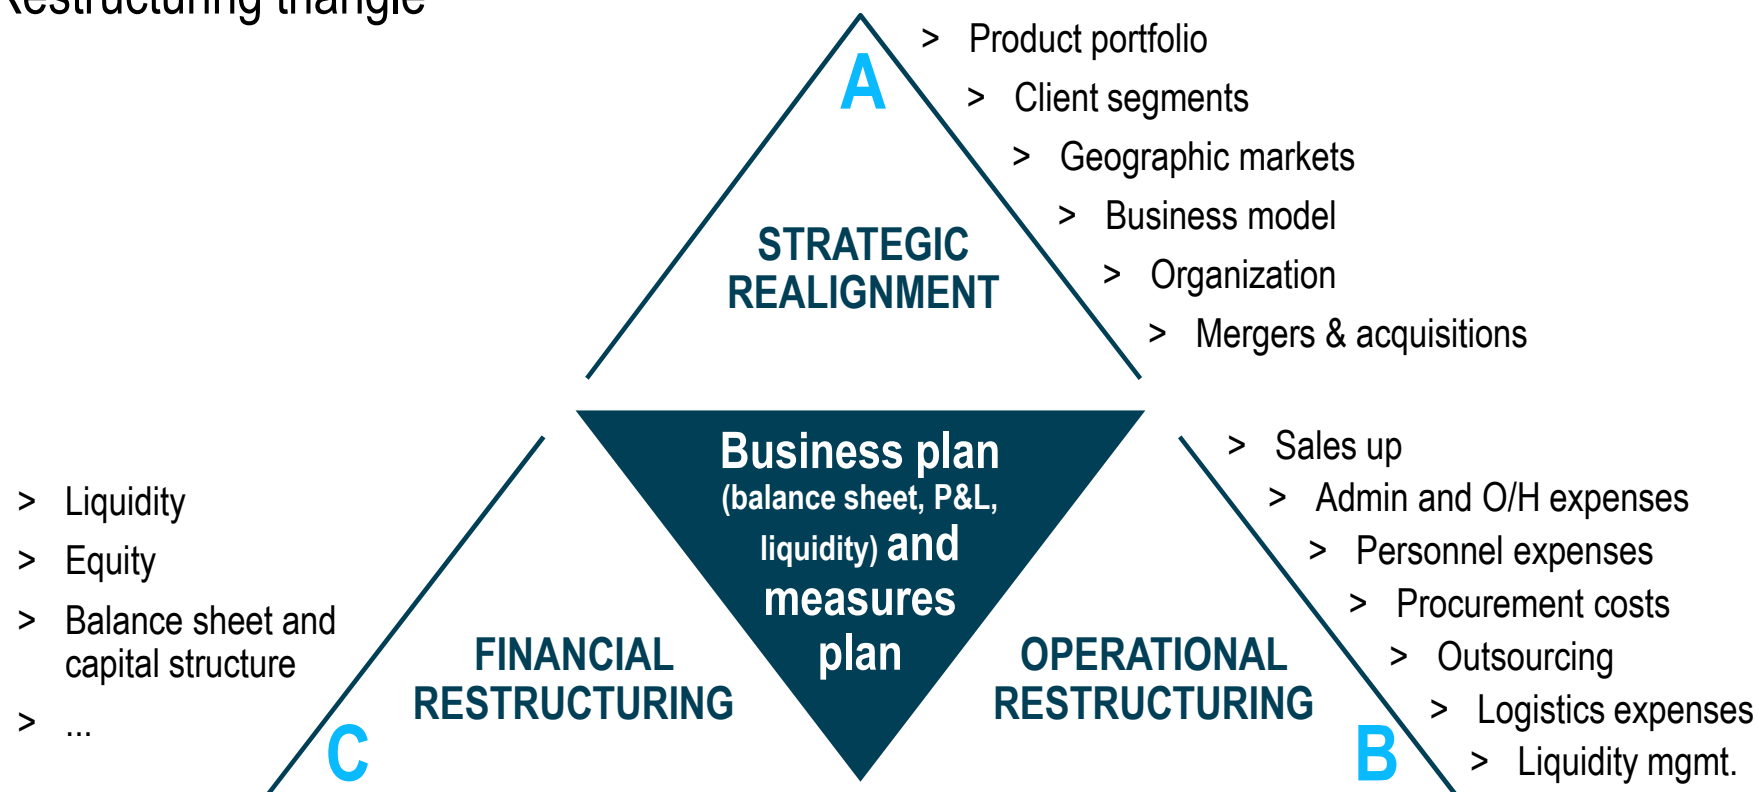 Restructuring triangle
A
> Product portfolio
> Client segments
> Geographic markets
> Business model
> Organization
> Mergers & acquisitions
STRATEGIC
REALIGNMENT
Business plan
(balance sheet, P&L,
liquidity) and
measures
plan
> Sales up
> Admin and O/H expenses
> Personnel expenses
> Procurement costs
> Outsourcing
> Logistics expenses
> Liquidity mgmt.
OPERATIONAL
RESTRUCTURING
B
> Liquidity
> Equity
> Balance sheet and
capital structure
> ...
FINANCIAL
RESTRUCTURING
C